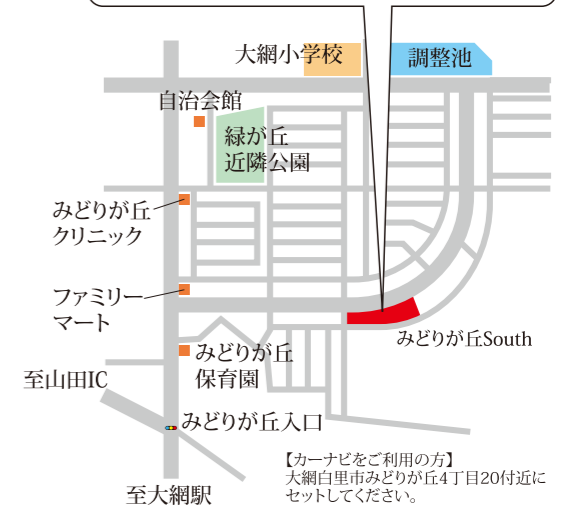 大網小学校
調整池
自治会館
緑が丘
近隣公園
みどりが丘
クリニック
ファミリー
マート
みどりが丘South
みどりが丘
保育園
至山田IC
みどりが丘入口
【カーナビをご利用の方】
大網白里市みどりが丘4丁目20付近に
セットしてください。
至大網駅